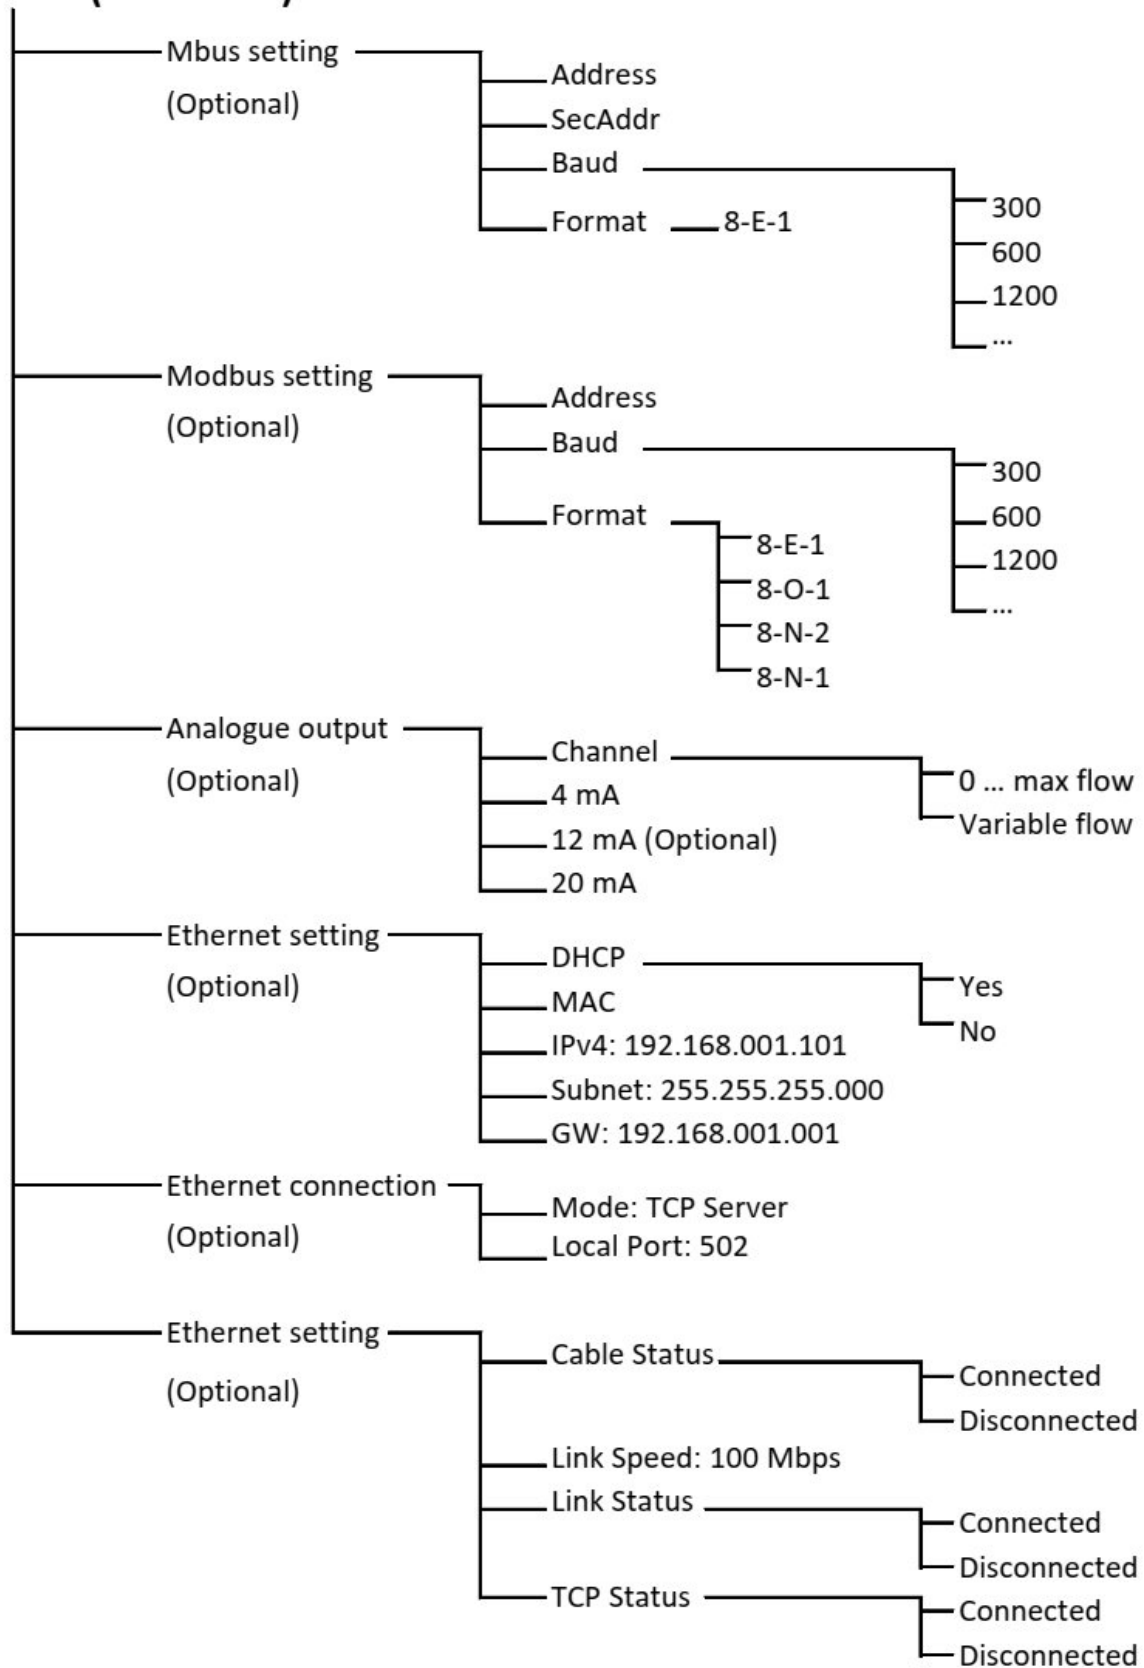 Mbus setting
(Optional)
Address
SecAddr
Baud
300
600
1200
...
Format
8-E-1
Modbus setting
(Optional)
Address
Baud
300
600
1200
...
Format
8-E-1
8-O-1
8-N-2
8-N-1
Analogue output
(Optional)
Channel
0 ... max flow
Variable flow
4 mA
12 mA (Optional)
20 mA
Ethernet setting
(Optional)
DHCP
Yes
No
MAC
IPv4: 192.168.001.101
Subnet: 255.255.255.000
GW: 192.168.001.001
Ethernet connection
(Optional)
Mode: TCP Server
Local Port: 502
Ethernet setting
(Optional)
Cable Status
Connected
Disconnected
Link Speed: 100 Mbps
Link Status
Connected
Disconnected
TCP Status
Connected
Disconnected